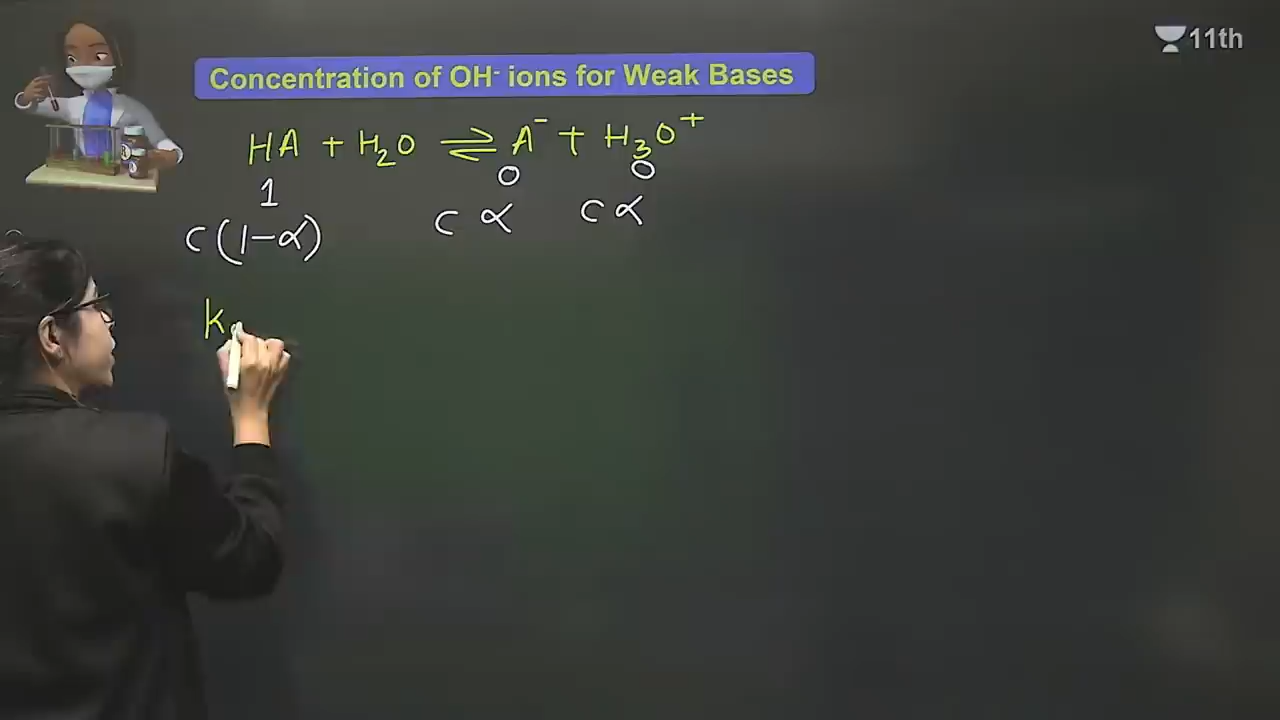 11th
Concentration of OH⁻ ions for Weak Bases
HA + H₂O ⇌ A⁻ + H₃O⁺
1 0 0
C(1-α) Cα Cα
K